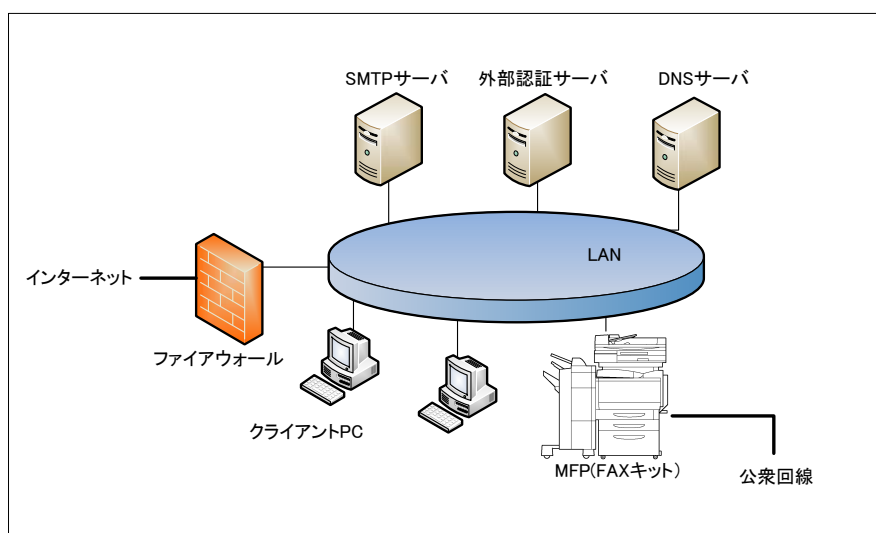 SMTPサーバ
外部認証サーバ
DNSサーバ
LAN
インターネット
ファイアウォール
クライアントPC
MFP(FAXキット)
公衆回線